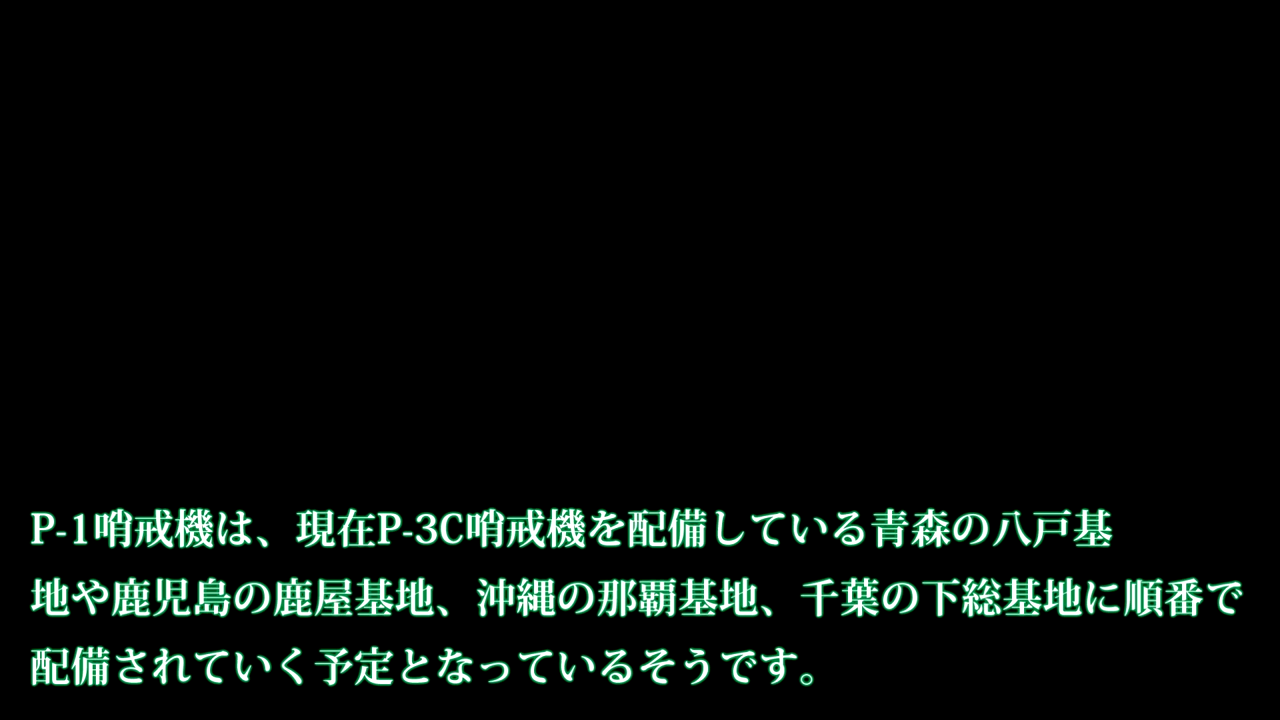 P-1哨戒機は、現在P-3C哨戒機を配備している青森の八戸基
地や鹿児島の鹿屋基地、沖縄の那覇基地、千葉の下総基地に順番で
配備されていく予定となっているそうです。